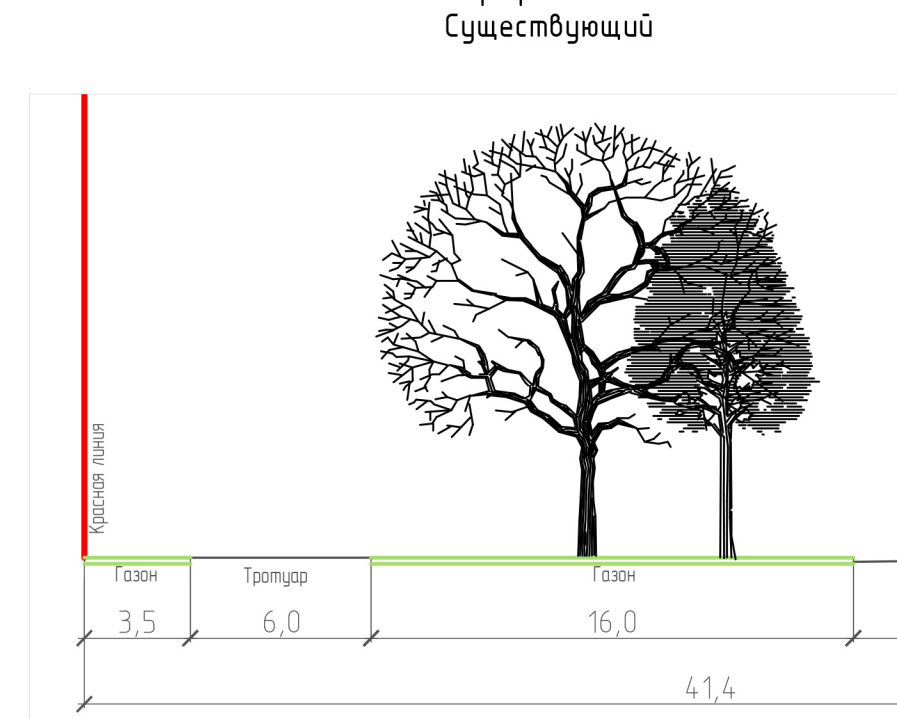 Существующий
Красная линия
Газон
Тротуар
Газон
3,5
6,0
16,0
41,4